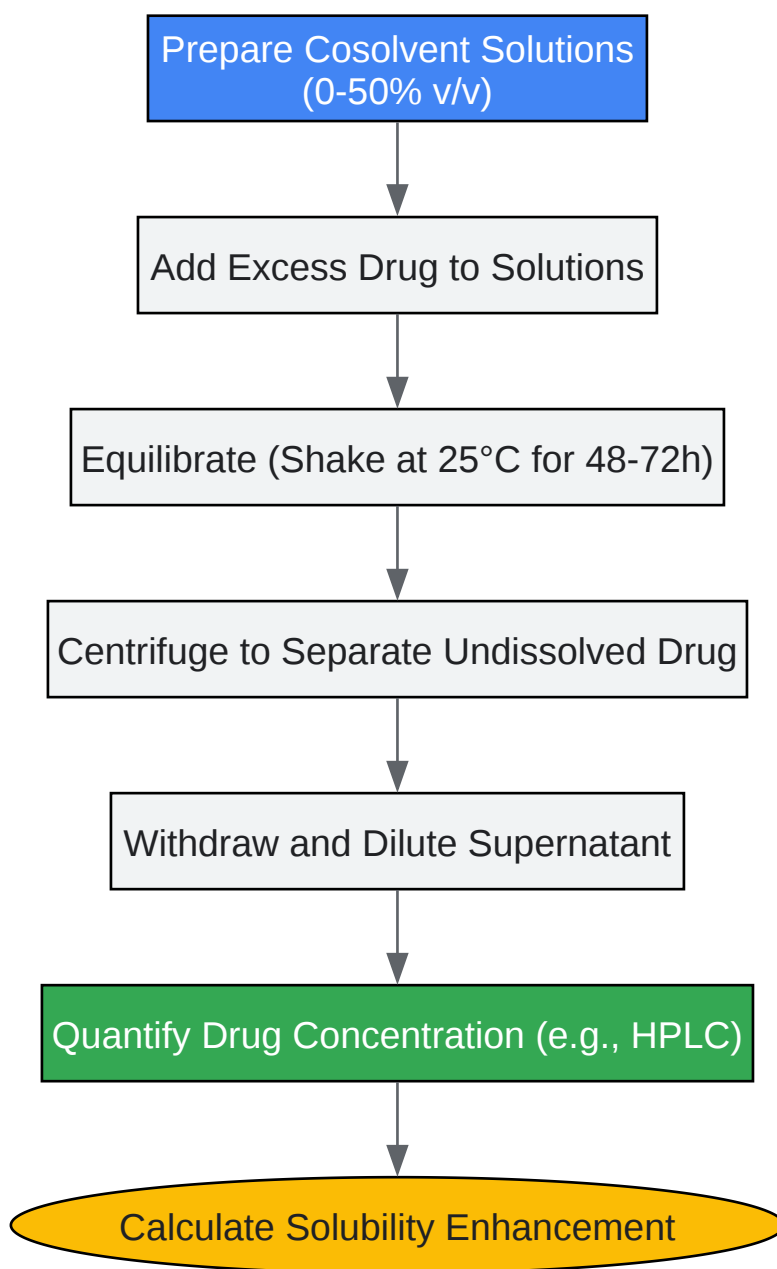 Prepare Cosolvent Solutions
(0-50% v/v)
Add Excess Drug to Solutions
Equilibrate (Shake at 25°C for 48-72h)
Centrifuge to Separate Undissolved Drug
Withdraw and Dilute Supernatant
Quantify Drug Concentration (e.g., HPLC)
Calculate Solubility Enhancement